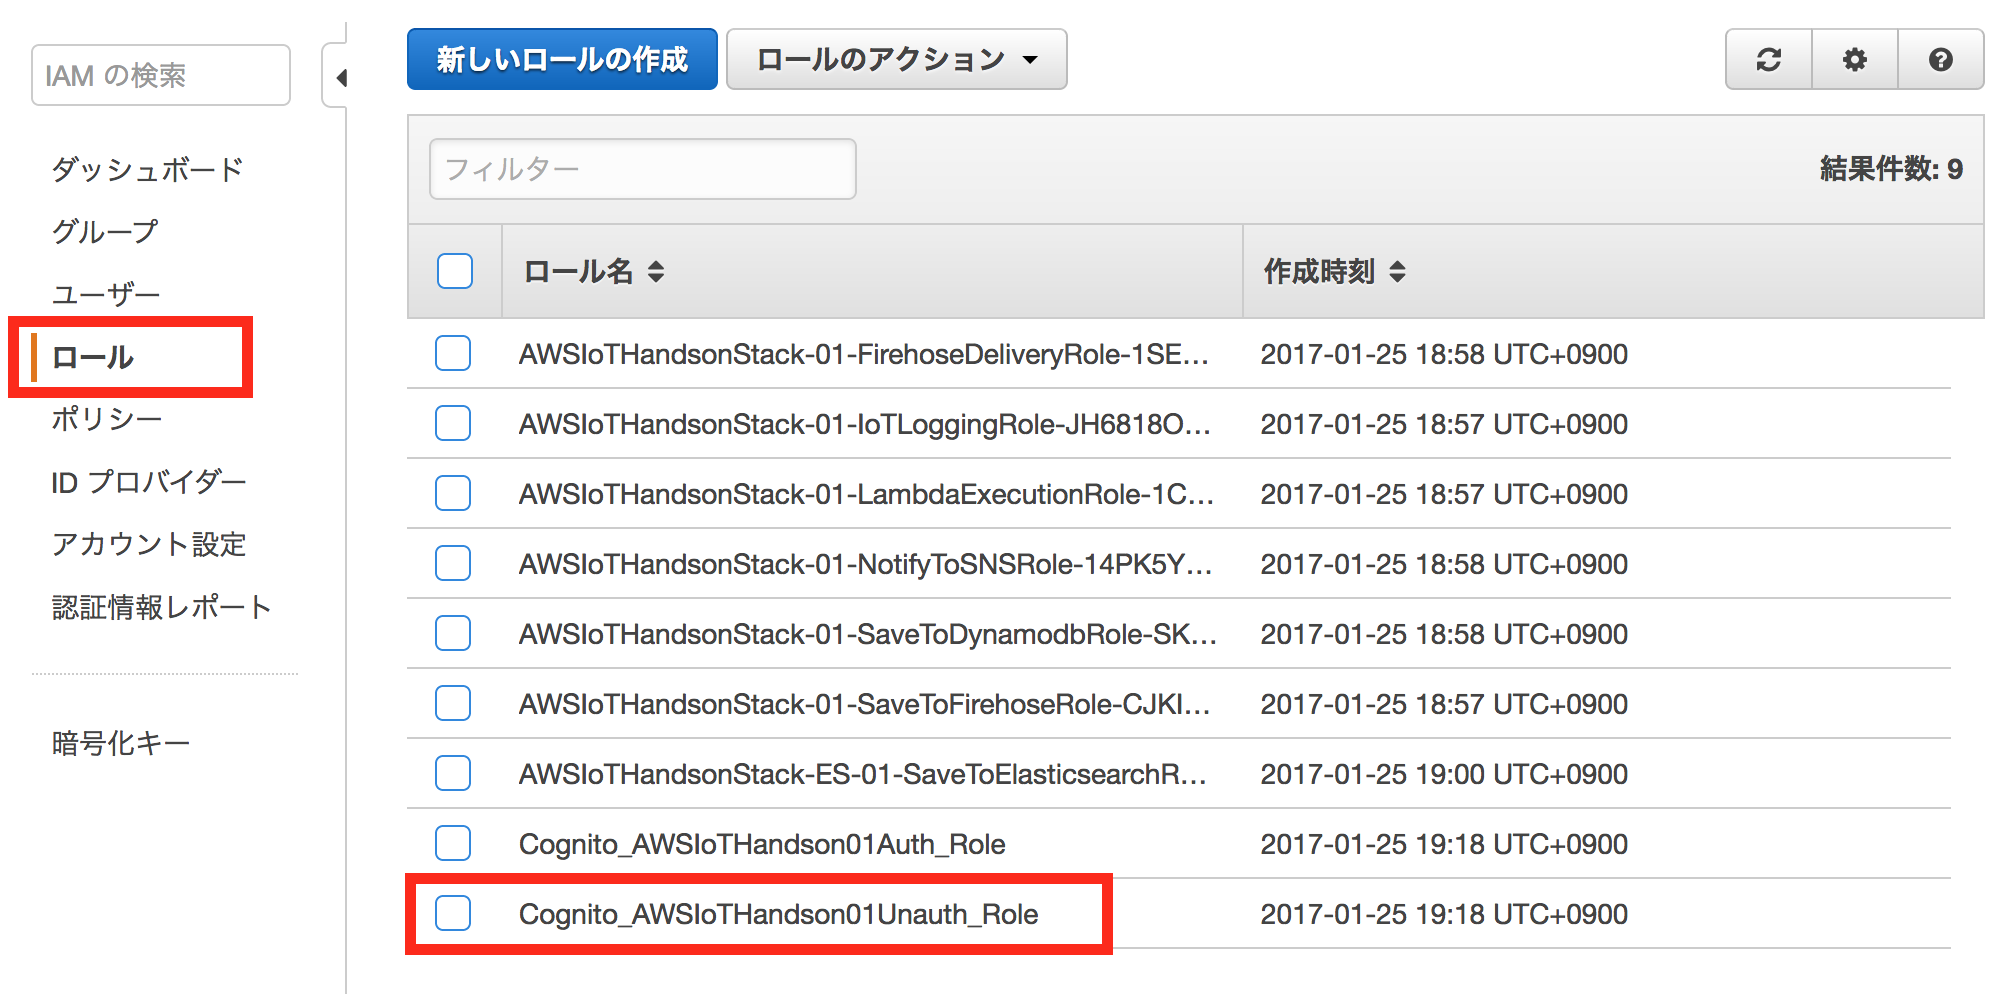 IAM の検索
ダッシュボード
グループ
ユーザー
ロール
ポリシー
ID プロバイダー
アカウント設定
認証情報レポート
暗号化キー
新しいロールの作成 ロールのアクション
フィルター 結果件数: 9
ロール名 作成時刻
AWSIoTHandsonStack-01-FirehoseDeliveryRole-1SE... 2017-01-25 18:58 UTC+0900
AWSIoTHandsonStack-01-IoTLoggingRole-JH6818O... 2017-01-25 18:57 UTC+0900
AWSIoTHandsonStack-01-LambdaExecutionRole-1C... 2017-01-25 18:57 UTC+0900
AWSIoTHandsonStack-01-NotifyToSNSRole-14PK5Y... 2017-01-25 18:58 UTC+0900
AWSIoTHandsonStack-01-SaveToDynamodbRole-SK... 2017-01-25 18:58 UTC+0900
AWSIoTHandsonStack-01-SaveToFirehoseRole-CJKI... 2017-01-25 18:57 UTC+0900
AWSIoTHandsonStack-ES-01-SaveToElasticsearchR... 2017-01-25 19:00 UTC+0900
Cognito_AWSIoTHandson01Auth_Role 2017-01-25 19:18 UTC+0900
Cognito_AWSIoTHandson01Unauth_Role 2017-01-25 19:18 UTC+0900